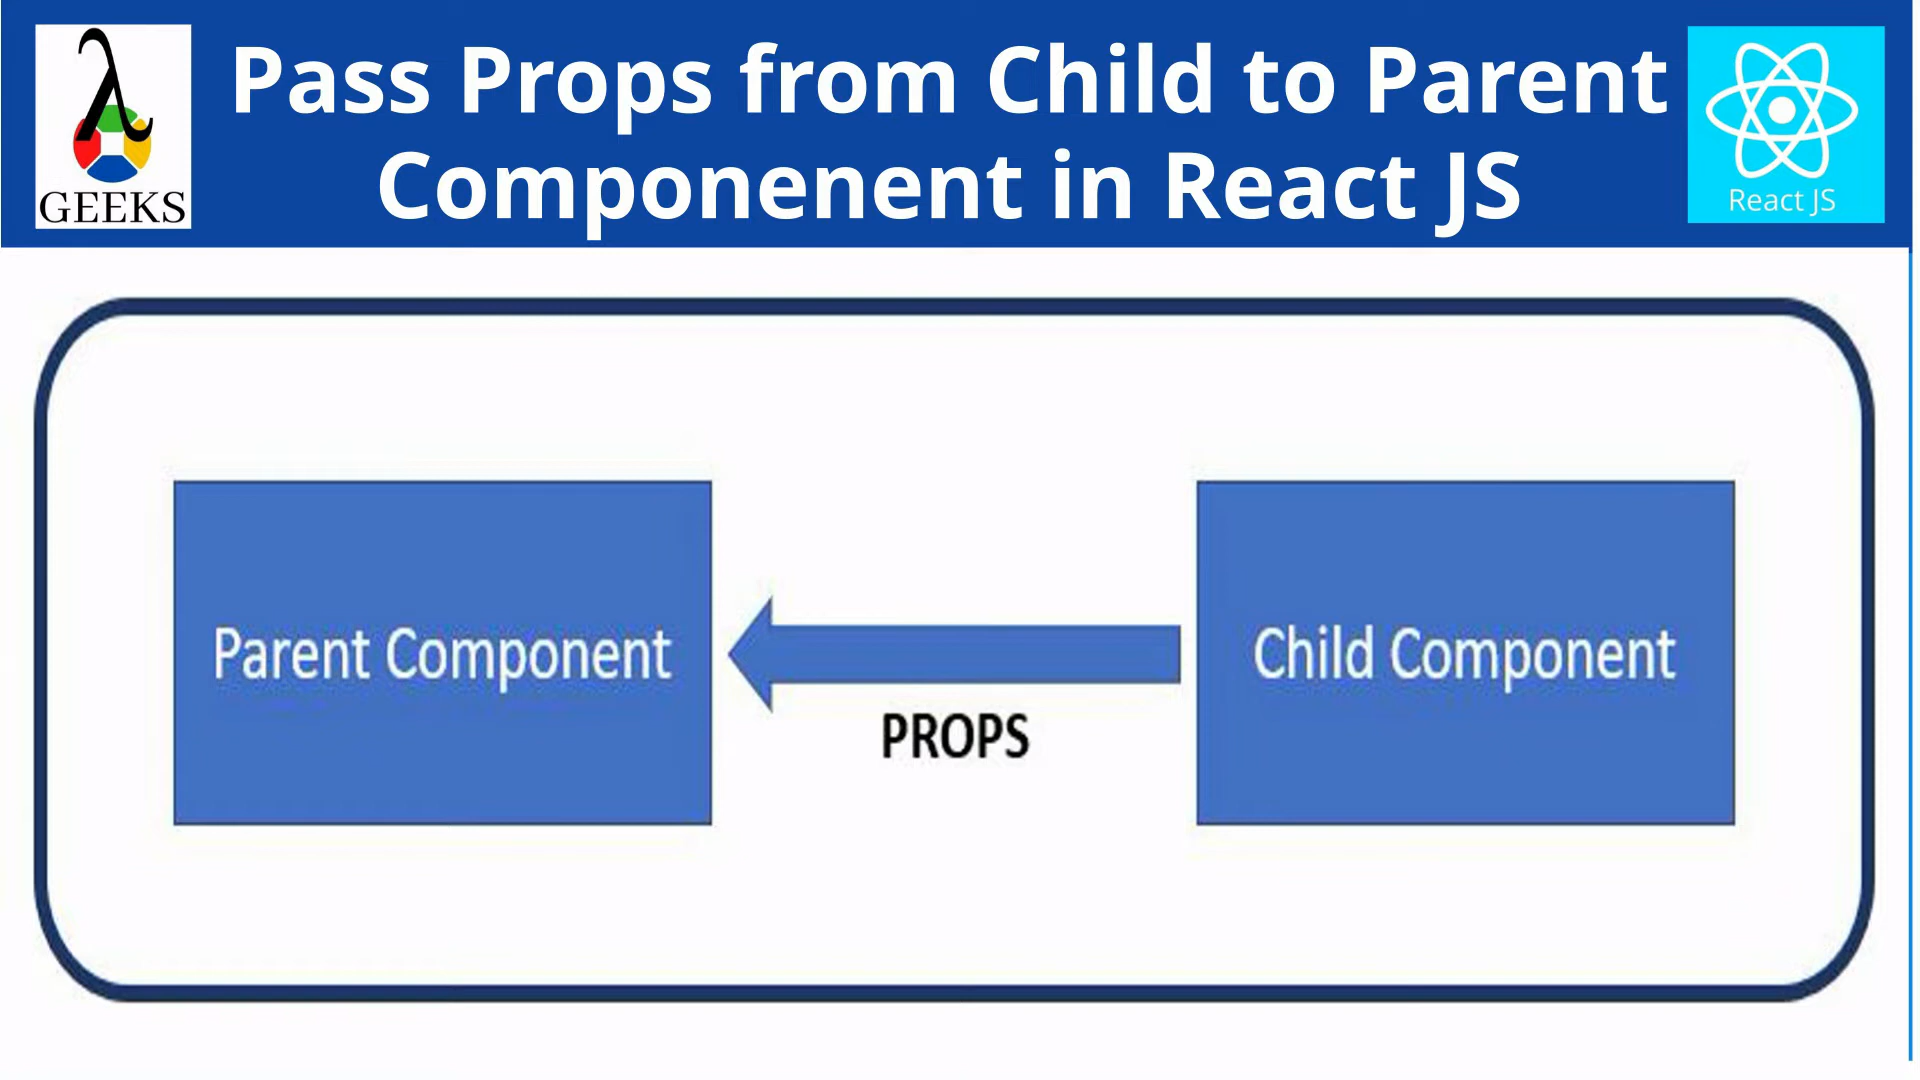 Pass Props from Child to Parent
Componenent in React JS
λ
GEEKS
React JS
Parent Component
PROPS
Child Component